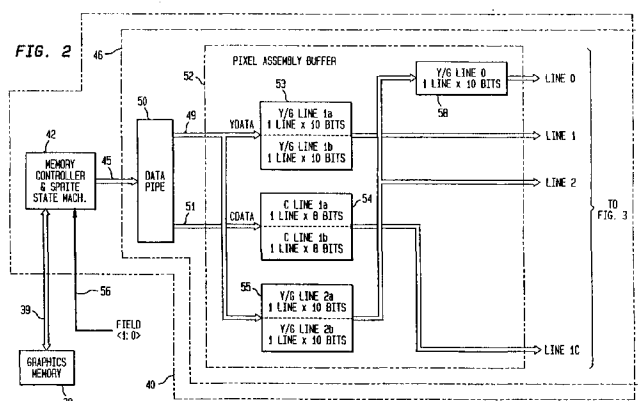 FIG. 2
46
52
PIXEL ASSEMBLY BUFFER
Y/G LINE 0
1 LINE x 10 BITS
58
LINE 0
50
49
53
YDATA
Y/G LINE 1a
1 LINE x 10 BITS
Y/G LINE 1b
1 LINE x 10 BITS
LINE 1
42
MEMORY
CONTROLLER
& SPRITE
STATE MACH.
45
DATA
PIPE
LINE 2
51
CDATA
C LINE 1a
1 LINE x 8 BITS
C LINE 1b
1 LINE x 8 BITS
54
TO
FIG. 3
55
Y/G LINE 2a
1 LINE x 10 BITS
Y/G LINE 2b
1 LINE x 10 BITS
39
56
FIELD
<1:0>
LINE 1C
GRAPHICS
MEMORY
40